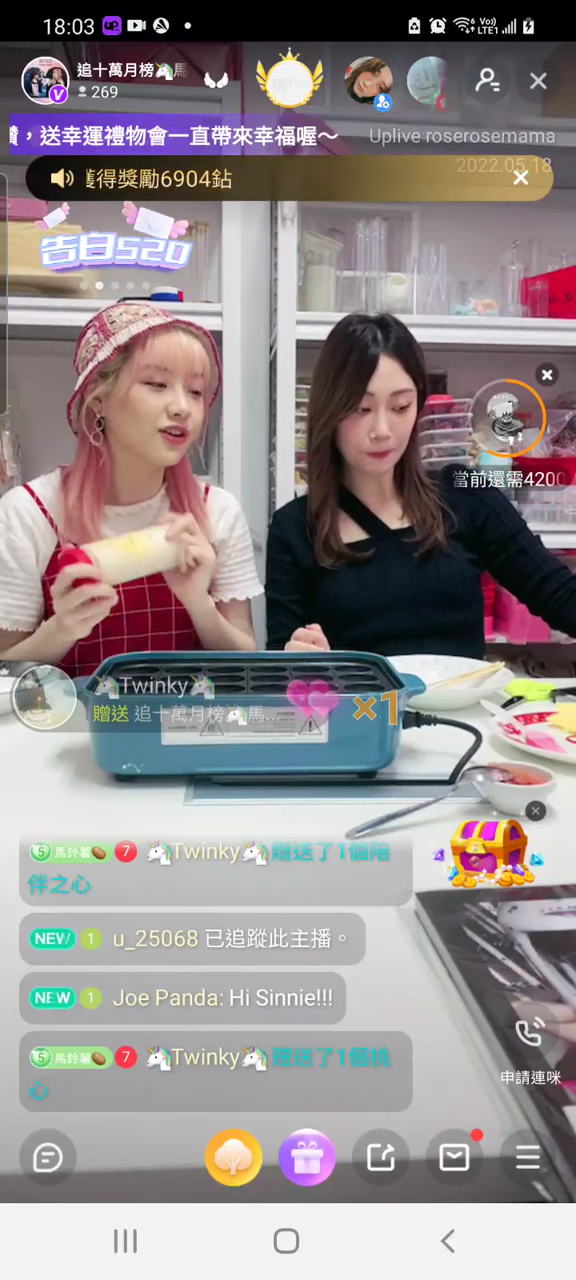 18:03
LTE1
追十萬月榜🦄馬
269
，送幸運禮物會一直帶來幸福喔～
Uplive roserosemama
2022.05.18
獲得獎勵6904鉆
告白520
當前還需4200
🦄Twinky🦄
贈送 追十萬月榜🦄馬...
×1
5 馬鈴薯 7 🦄Twinky🦄贈送了1個陪
伴之心
NEW 1 u_25068 已追蹤此主播。
NEW 1 Joe Panda: Hi Sinnie!!!
5 馬鈴薯 7 🦄Twinky🦄贈送了1個桃
心
申請連咪